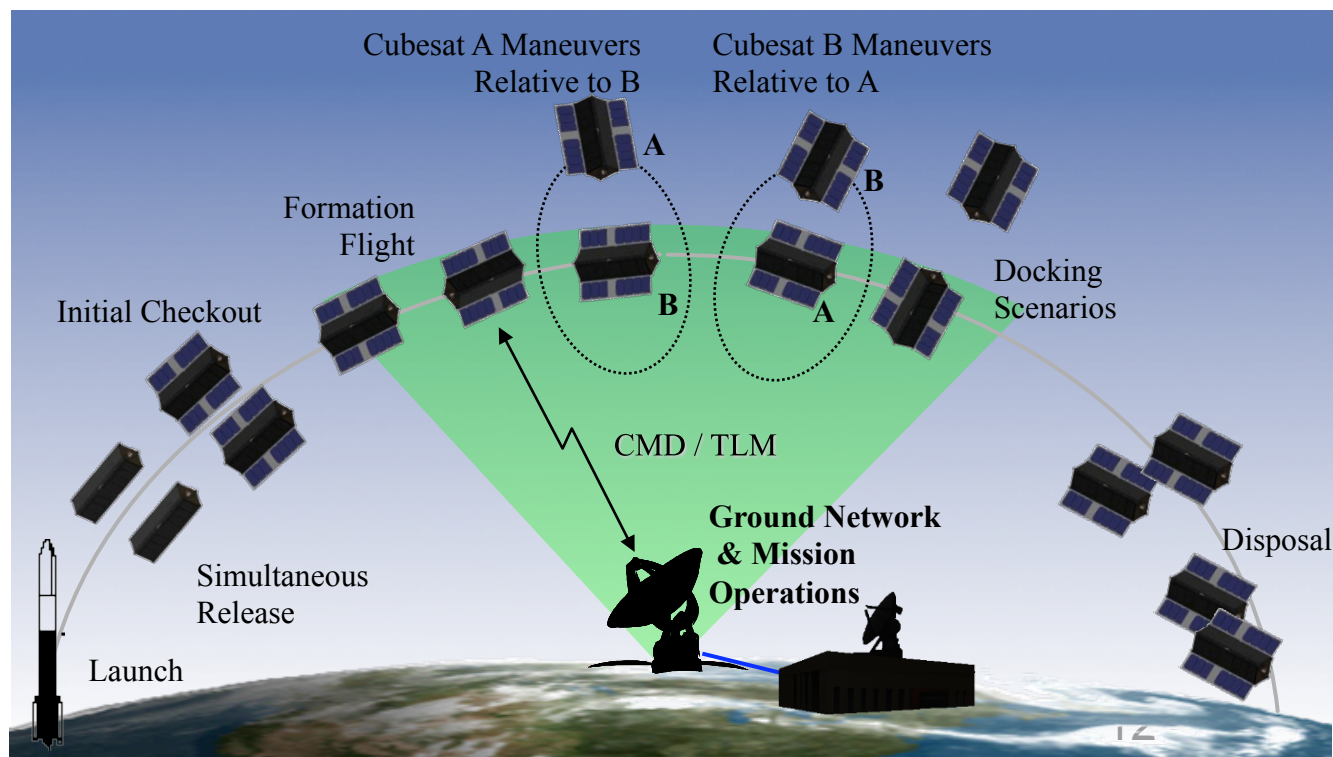 Cubesat A Maneuvers
Relative to B
Cubesat B Maneuvers
Relative to A
A
B
B
A
Formation
Flight
Docking
Scenarios
Initial Checkout
CMD / TLM
Ground Network
& Mission
Operations
Disposal
Simultaneous
Release
Launch
12